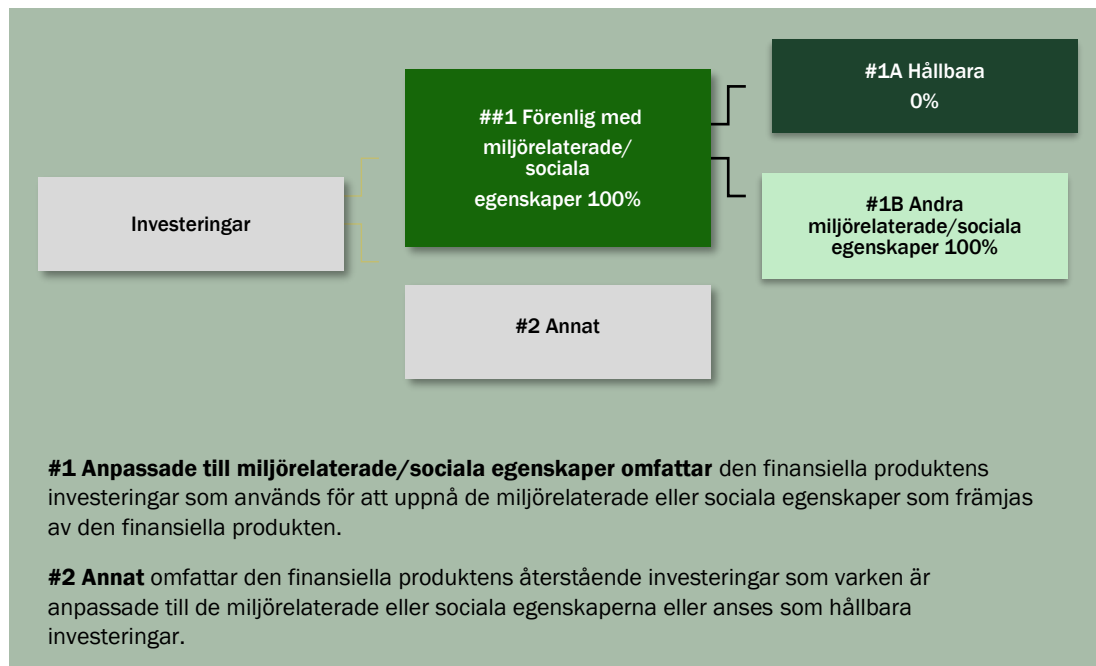 Investeringar
##1 Förenlig med
miljörelaterade/
sociala
egenskaper 100%
#2 Annat
#1A Hållbara
0%
#1B Andra
miljörelaterade/sociala
egenskaper 100%
#1 Anpassade till miljörelaterade/sociala egenskaper omfattar den finansiella produktens
investeringar som används för att uppnå de miljörelaterade eller sociala egenskaper som främjas
av den finansiella produkten.
#2 Annat omfattar den finansiella produktens återstående investeringar som varken är
anpassade till de miljörelaterade eller sociala egenskaperna eller anses som hållbara
investeringar.